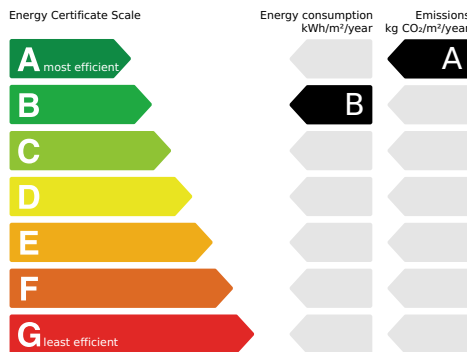 Energy Certificate Scale
Energy consumption
kWh/m²/year
Emissions
kg CO₂/m²/year
A most efficient
A
B
B
C
D
E
F
G least efficient